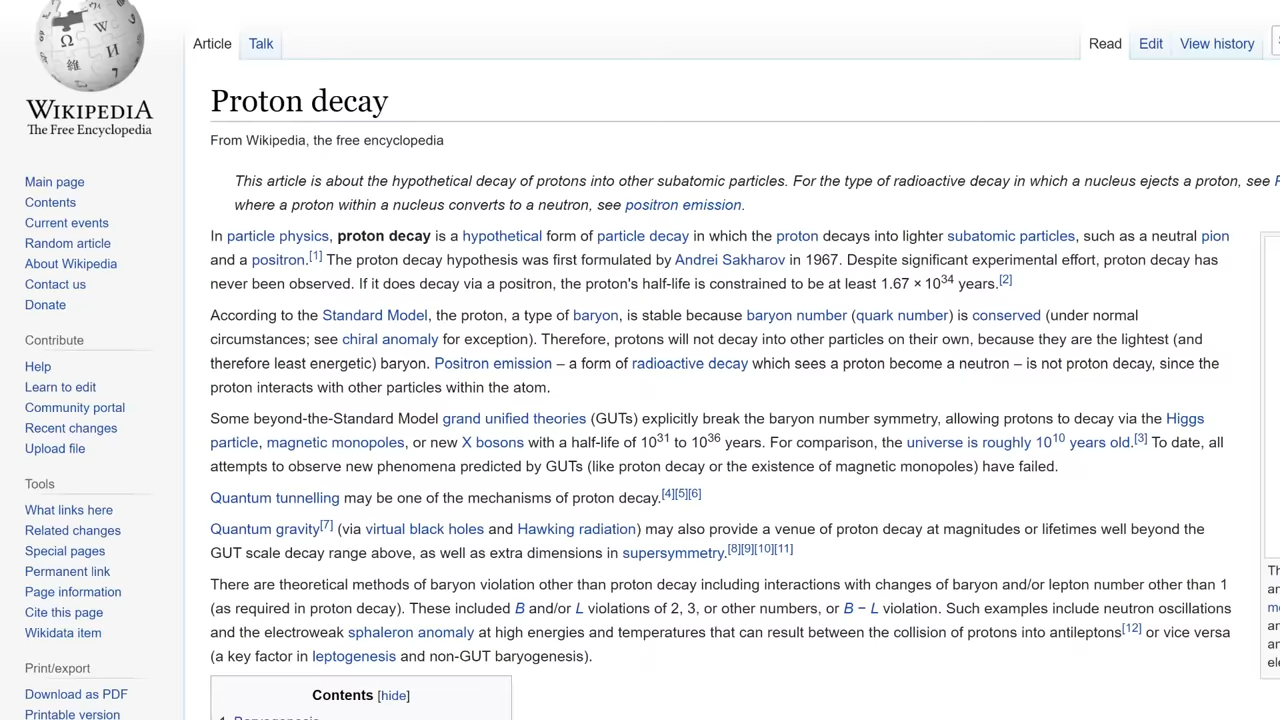 Ω W И 維 7
WIKIPEDIA
The Free Encyclopedia
Main page
Contents
Current events
Random article
About Wikipedia
Contact us
Donate
Contribute
Help
Learn to edit
Community portal
Recent changes
Upload file
Tools
What links here
Related changes
Special pages
Permanent link
Page information
Cite this page
Wikidata item
Print/export
Download as PDF
Printable version
Article Talk Read Edit View history
Proton decay
From Wikipedia, the free encyclopedia
This article is about the hypothetical decay of protons into other subatomic particles. For the type of radioactive decay in which a nucleus ejects a proton, see
where a proton within a nucleus converts to a neutron, see positron emission.
In particle physics, proton decay is a hypothetical form of particle decay in which the proton decays into lighter subatomic particles, such as a neutral pion
and a positron.[1] The proton decay hypothesis was first formulated by Andrei Sakharov in 1967. Despite significant experimental effort, proton decay has
never been observed. If it does decay via a positron, the proton's half-life is constrained to be at least 1.67 × 10³⁴ years.[2]
According to the Standard Model, the proton, a type of baryon, is stable because baryon number (quark number) is conserved (under normal
circumstances; see chiral anomaly for exception). Therefore, protons will not decay into other particles on their own, because they are the lightest (and
therefore least energetic) baryon. Positron emission – a form of radioactive decay which sees a proton become a neutron – is not proton decay, since the
proton interacts with other particles within the atom.
Some beyond-the-Standard Model grand unified theories (GUTs) explicitly break the baryon number symmetry, allowing protons to decay via the Higgs
particle, magnetic monopoles, or new X bosons with a half-life of 10³¹ to 10³⁶ years. For comparison, the universe is roughly 10¹⁰ years old.[3] To date, all
attempts to observe new phenomena predicted by GUTs (like proton decay or the existence of magnetic monopoles) have failed.
Quantum tunnelling may be one of the mechanisms of proton decay.[4][5][6]
Quantum gravity[7] (via virtual black holes and Hawking radiation) may also provide a venue of proton decay at magnitudes or lifetimes well beyond the
GUT scale decay range above, as well as extra dimensions in supersymmetry.[8][9][10][11]
There are theoretical methods of baryon violation other than proton decay including interactions with changes of baryon and/or lepton number other than 1
(as required in proton decay). These included B and/or L violations of 2, 3, or other numbers, or B − L violation. Such examples include neutron oscillations
and the electroweak sphaleron anomaly at high energies and temperatures that can result between the collision of protons into antileptons[12] or vice versa
(a key factor in leptogenesis and non-GUT baryogenesis).
Contents [hide]
1 Baryogenesis